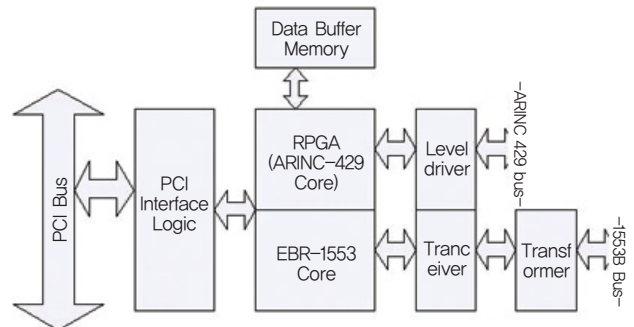 Data Buffer
Memory
PCI Bus
PCI
Interface
Logic
RPGA
(ARINC-429
Core)
EBR-1553
Core
Level
driver
Tranc
eiver
-ARINC 429 bus-
Transf
ormer
-1553B Bus-